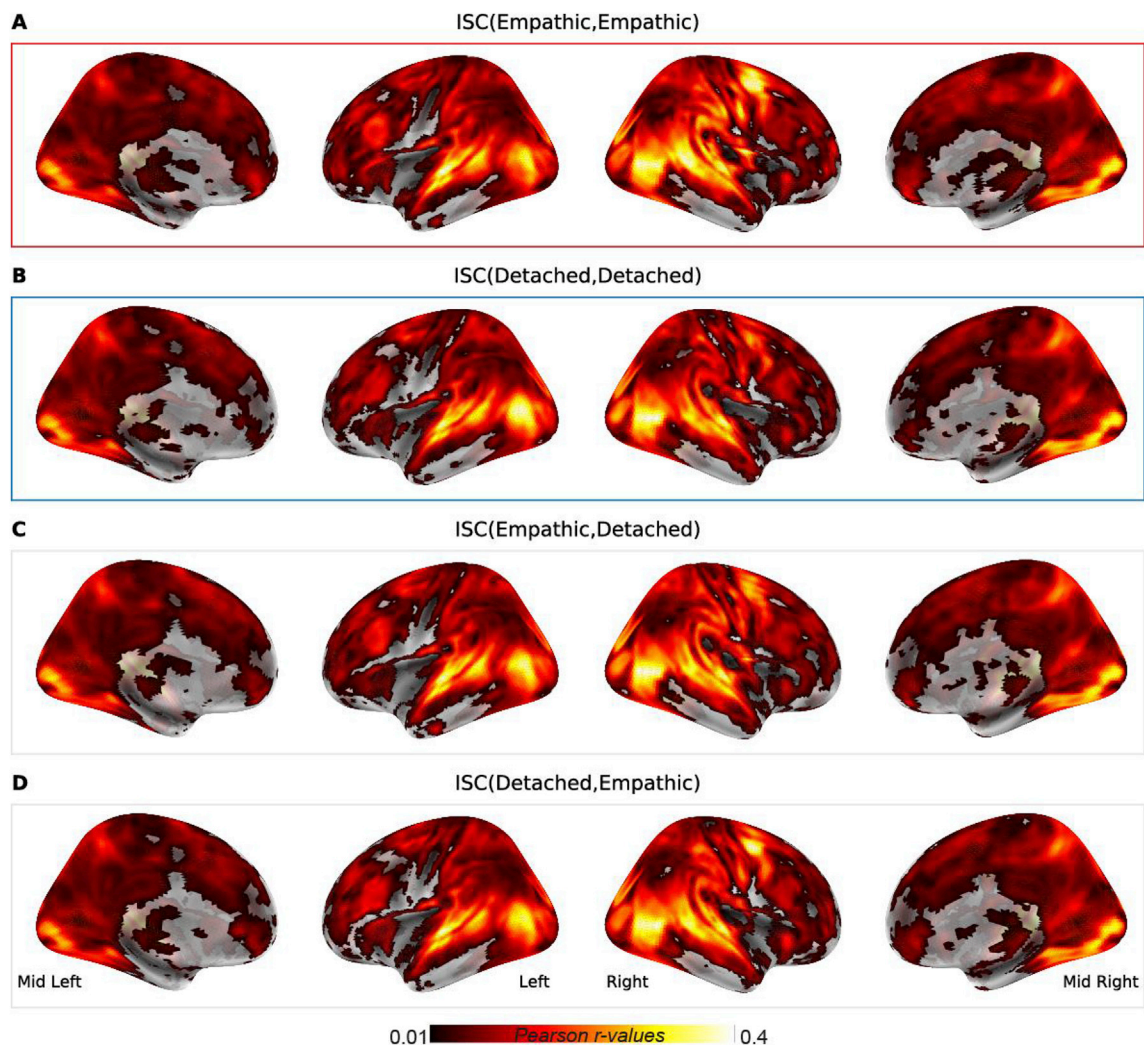 A ISC(Empathic,Empathic)
B ISC(Detached,Detached)
C ISC(Empathic,Detached)
D ISC(Detached,Empathic)
Mid Left Left Right Mid Right
0.01 Pearson r-values 0.4